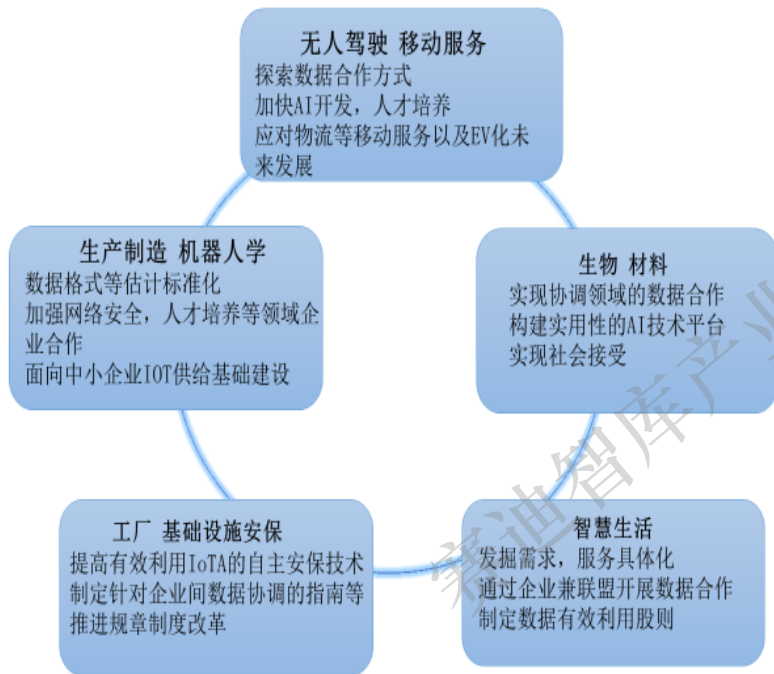 无人驾驶 移动服务
探索数据合作方式
加快AI开发，人才培养
应对物流等移动服务以及EV化未
来发展
生产制造 机器人学
数据格式等估计标准化
加强网络安全，人才培养等领域企
业合作
面向中小企业IOT供给基础建设
生物 材料
实现协调领域的数据合作
构建实用性的AI技术平台
实现社会接受
工厂 基础设施安保
提高有效利用IoTA的自主安保技术
制定针对企业间数据协调的指南等
推进规章制度改革
智慧生活
发掘需求，服务具体化
通过企业兼联盟开展数据合作
制定数据有效利用股则
赛迪智库产业